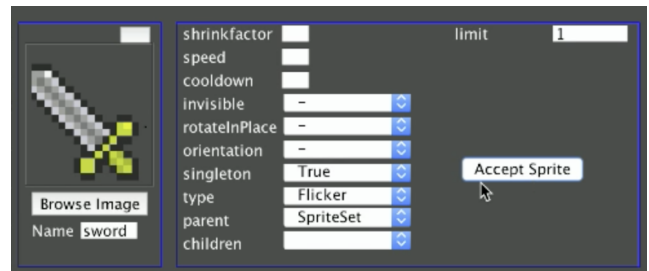 shrinkfactor
limit 1
speed
cooldown
invisible -
rotateInPlace -
orientation -
singleton True
type Flicker
parent SpriteSet
children
Accept Sprite
Browse Image
Name sword